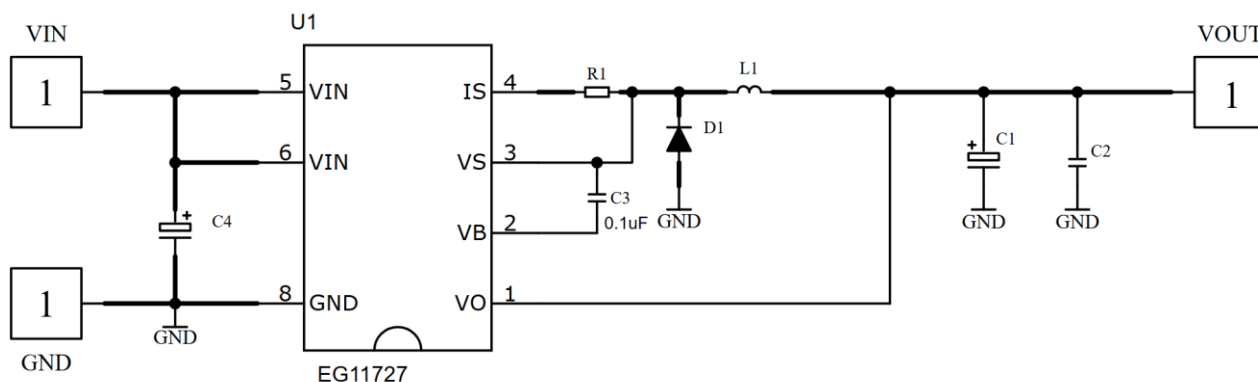 U1
VIN
VOUT
1
5
VIN
IS
4
R1
L1
1
D1
C1
C2
6
VIN
VS
3
+
C3
+
C4
0.1uF
GND
GND
GND
VB
2
1
8
GND
VO
1
GND
GND
EG11727